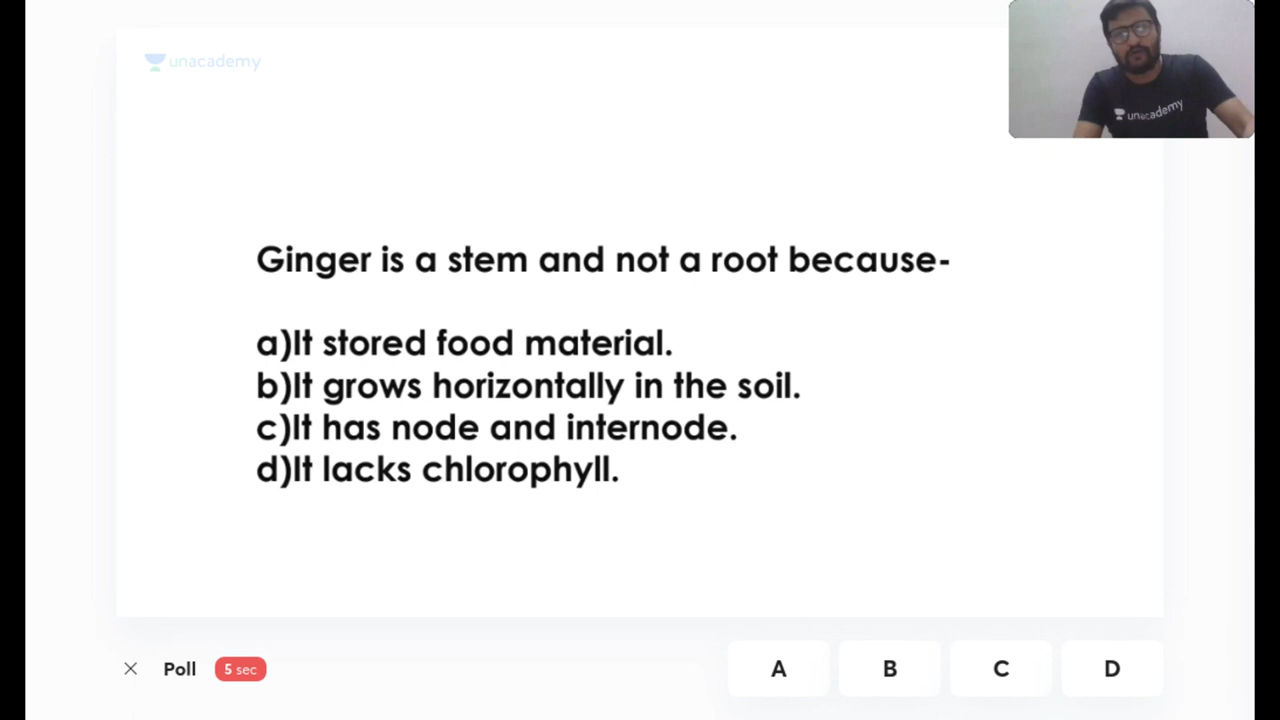 unacademy
unacademy
Ginger is a stem and not a root because-
a)It stored food material.
b)It grows horizontally in the soil.
c)It has node and internode.
d)It lacks chlorophyll.
Poll 5 sec A B C D